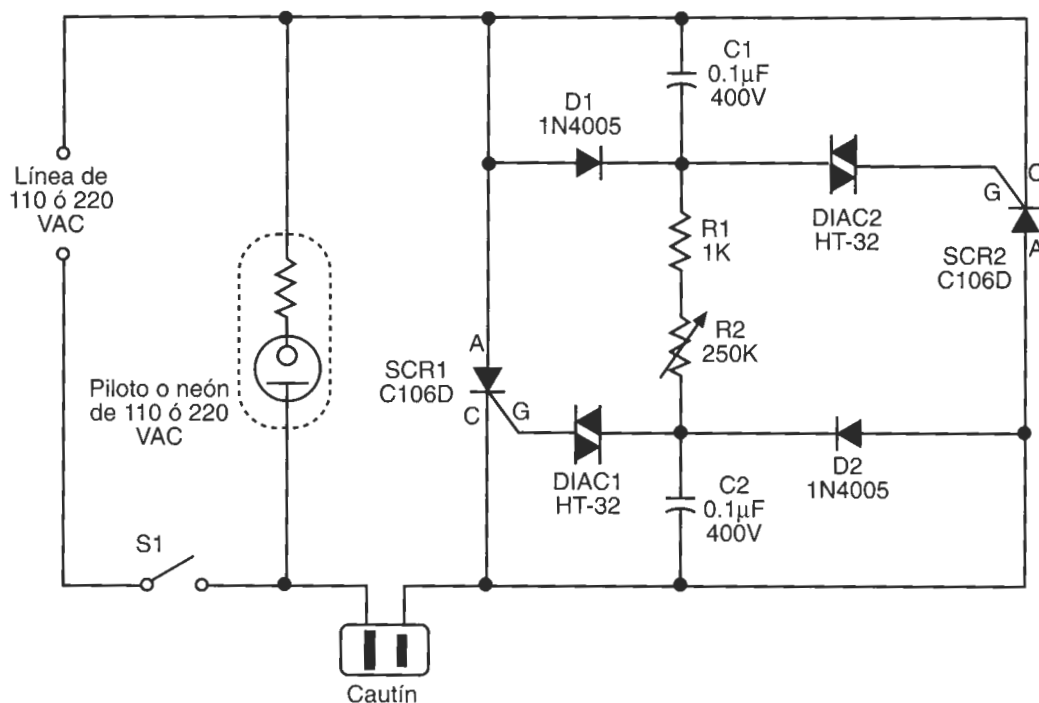 C1
0.1µF
400V
D1
1N4005
Línea de
110 ó 220
VAC
C
G
DIAC2
HT-32
A
SCR2
C106D
R1
1K
R2
250K
A
SCR1
C106D
C
G
Piloto o neón
de 110 ó 220
VAC
DIAC1
HT-32
D2
1N4005
C2
0.1µF
400V
S1
Cautín